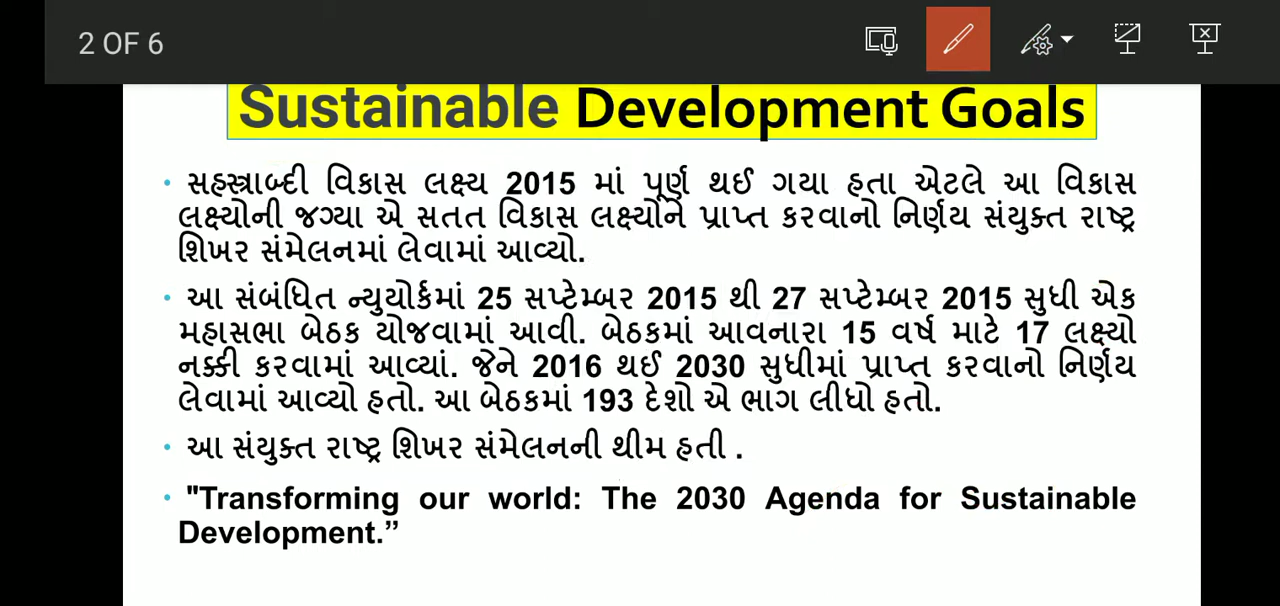 2 OF 6
Sustainable Development Goals
• સહસ્ત્રાબ્દી વિકાસ લક્ષ્ય 2015 માં પૂર્ણ થઈ ગયા હતા એટલે આ વિકાસ
લક્ષ્યોની જગ્યા એ સતત વિકાસ લક્ષ્યોને પ્રાપ્ત કરવાનો નિર્ણય સંયુક્ત રાષ્ટ્ર
શિખર સંમેલનમાં લેવામાં આવ્યો.
• આ સંબંધિત ન્યુયોર્કમાં 25 સપ્ટેમ્બર 2015 થી 27 સપ્ટેમ્બર 2015 સુધી એક
મહાસભા બેઠક યોજવામાં આવી. બેઠકમાં આવનારા 15 વર્ષ માટે 17 લક્ષ્યો
નક્કી કરવામાં આવ્યાં. જેને 2016 થઈ 2030 સુધીમાં પ્રાપ્ત કરવાનો નિર્ણય
લેવામાં આવ્યો હતો. આ બેઠકમાં 193 દેશો એ ભાગ લીધો હતો.
• આ સંયુક્ત રાષ્ટ્ર શિખર સંમેલનની થીમ હતી .
• "Transforming our world: The 2030 Agenda for Sustainable
Development.”